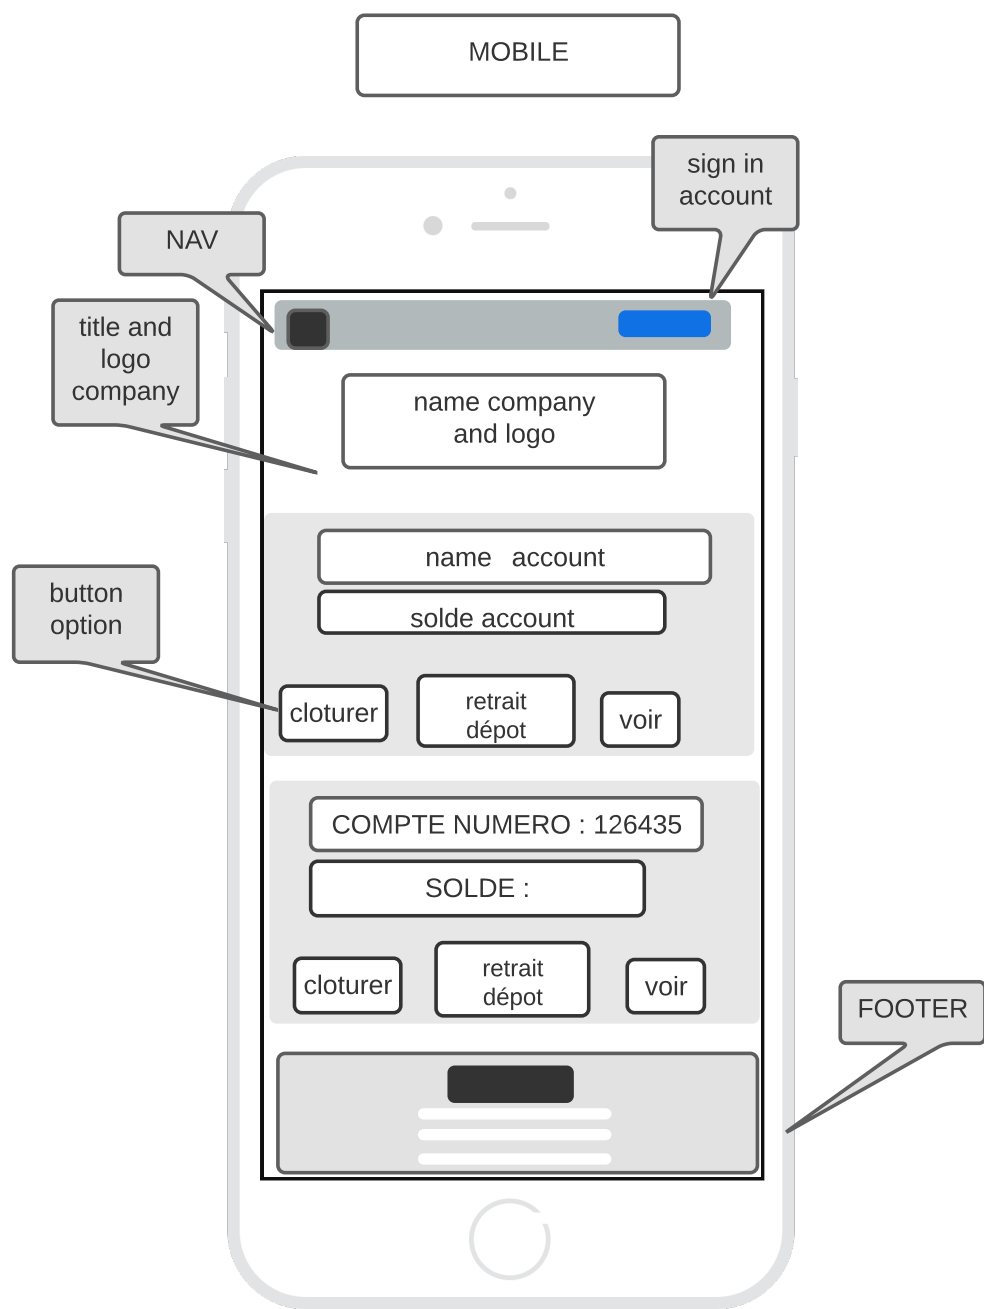 MOBILE
sign in
account
NAV
title and
logo
company
name company
and logo
name account
solde account
button
option
cloturer
retrait
dépot
voir
COMPTE NUMERO : 126435
SOLDE :
cloturer
retrait
dépot
voir
FOOTER